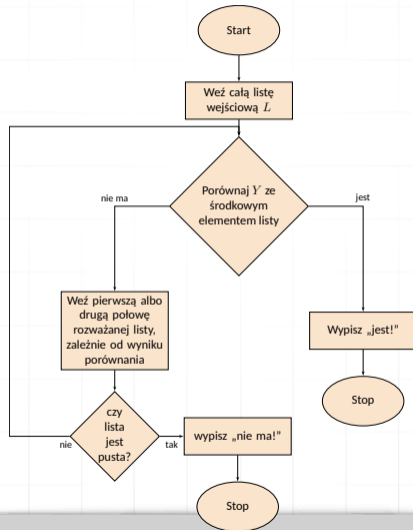 Start
Weź całą listę
wejściową L
Porównaj Y ze
środkowym
elementem listy
nie ma
jest
Weź pierwszą albo
drugą połowę
rozważanej listy,
zależnie od wyniku
porównania
Wypisz „jest!”
Stop
czy
lista
jest
pusta?
nie
tak
wypisz „nie ma!”
Stop